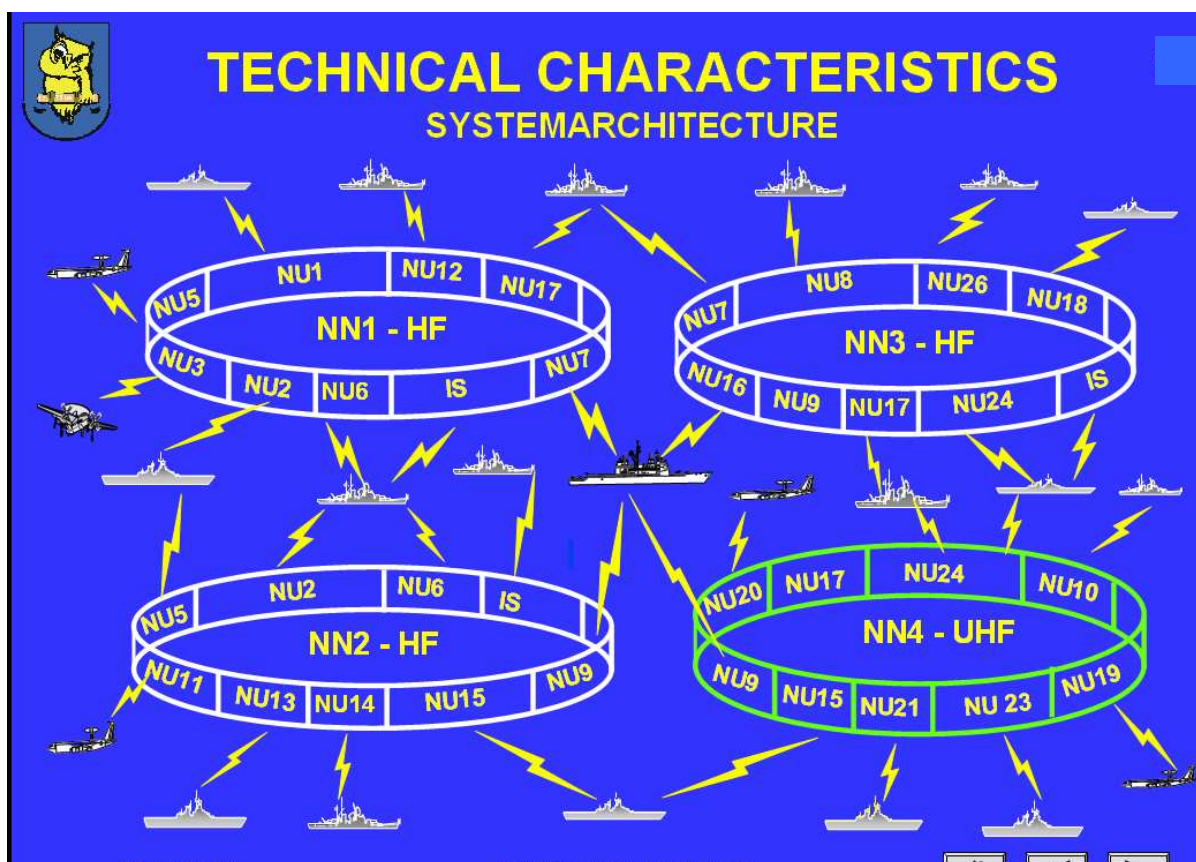 TECHNICAL CHARACTERISTICS
SYSTEMARCHITECTURE
NU5 NU1 NU12 NU17
NN1 - HF
NU3 NU2 NU6 IS NU7
NU7 NU8 NU26 NU18
NN3 - HF
NU16 NU9 NU17 NU24 IS
NU5 NU2 NU6 IS
NN2 - HF
NU11 NU13 NU14 NU15 NU9
NU20 NU17 NU24 NU10
NN4 - UHF
NU9 NU15 NU21 NU 23 NU19